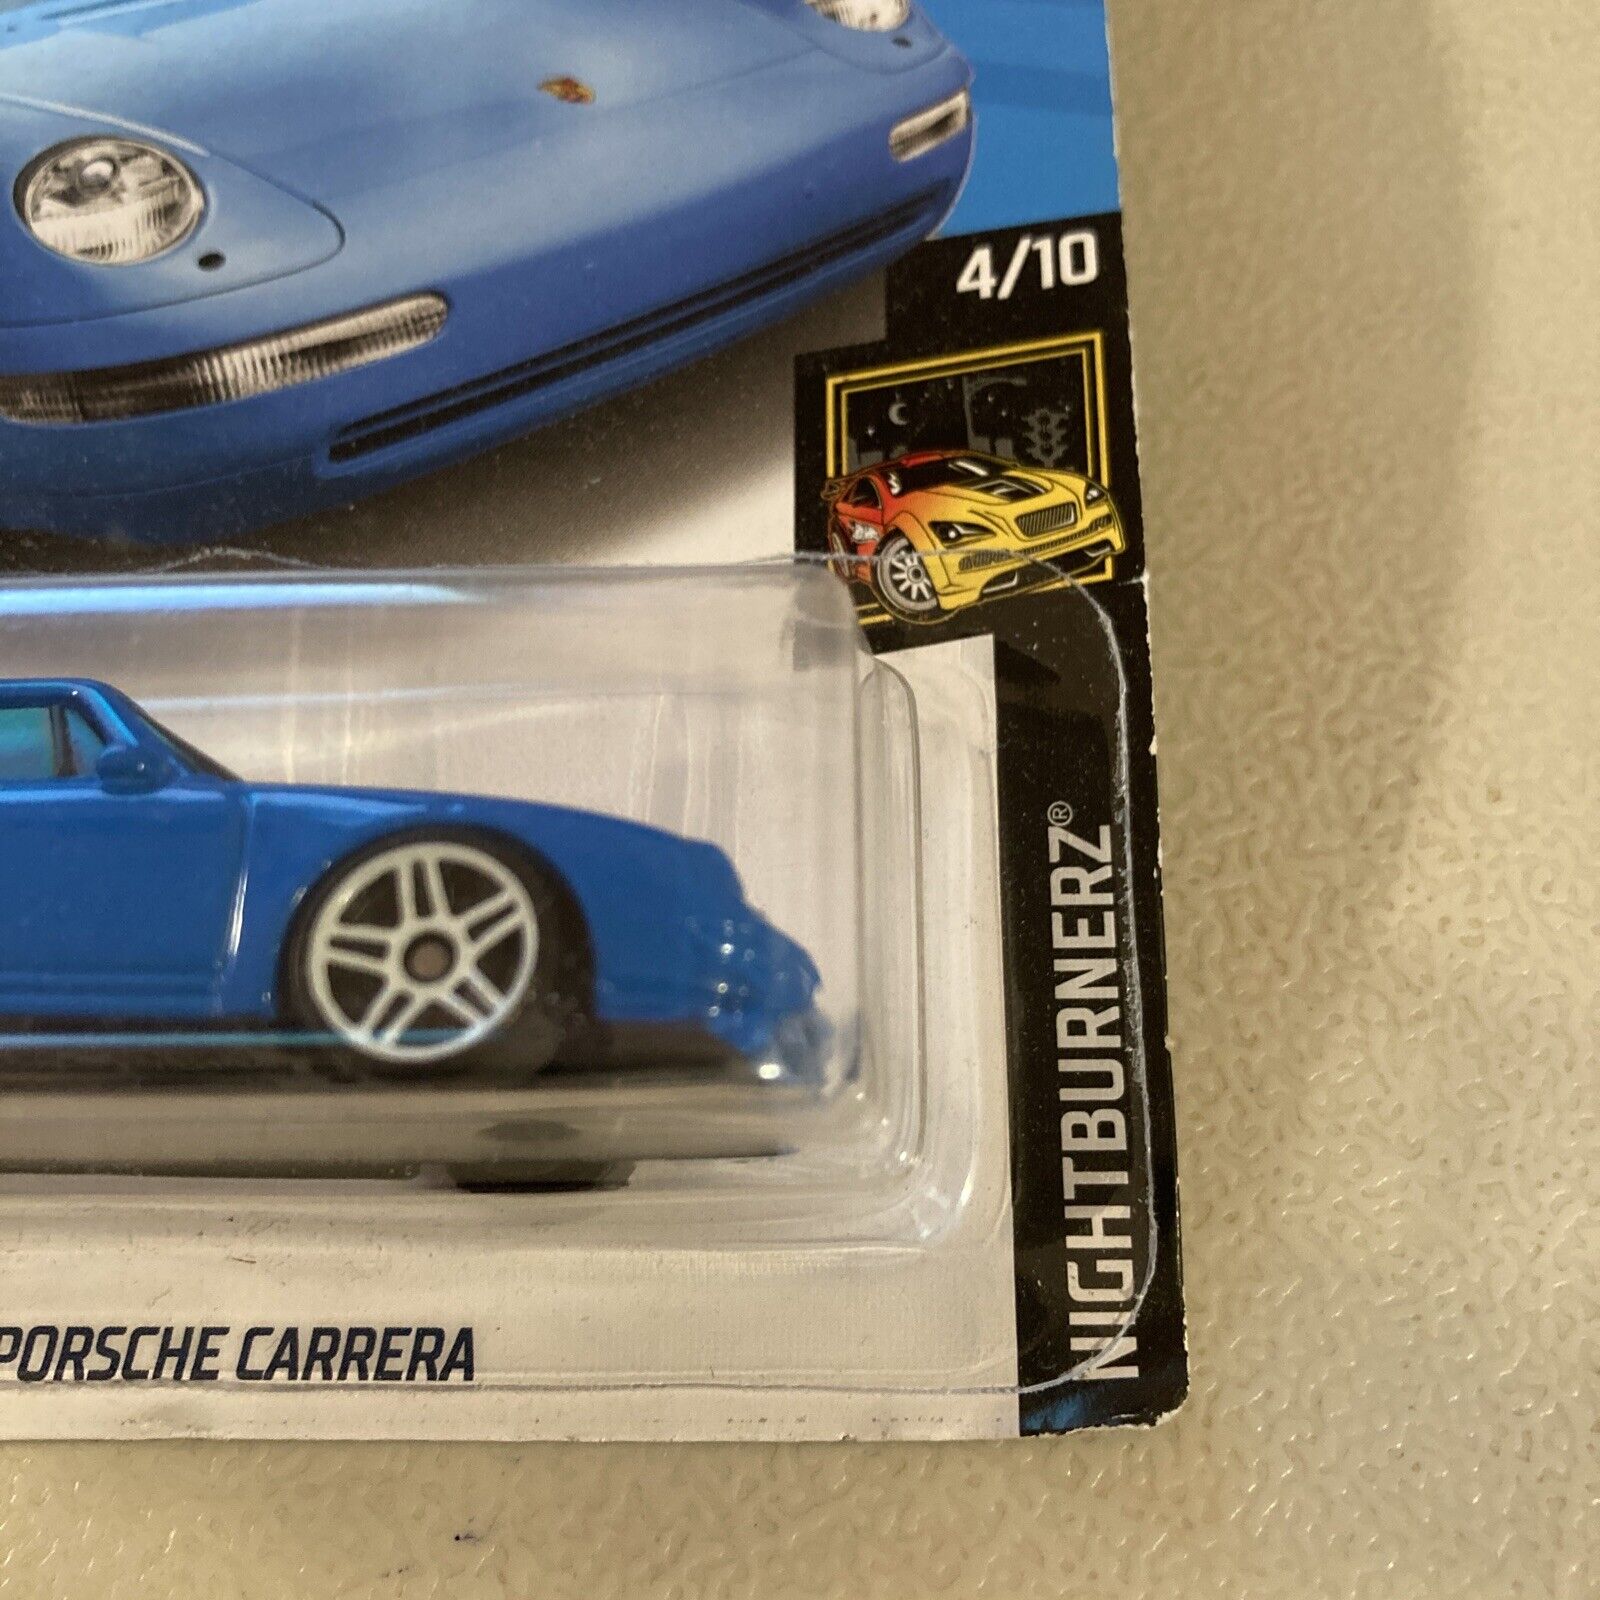 4/10
NIGHTBURNERZ®
PORSCHE CARRERA